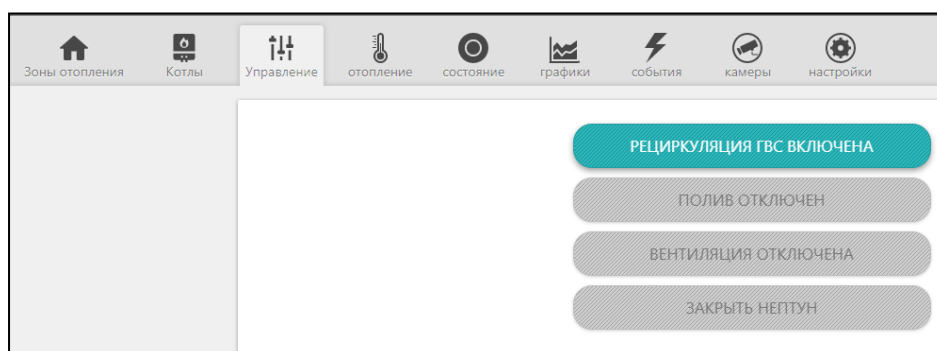 Зоны отопления Котлы Управление отопление состояние графики события камеры настройки
РЕЦИРКУЛЯЦИЯ ГВС ВКЛЮЧЕНА
ПОЛИВ ОТКЛЮЧЕН
ВЕНТИЛЯЦИЯ ОТКЛЮЧЕНА
ЗАКРЫТЬ НЕПТУН